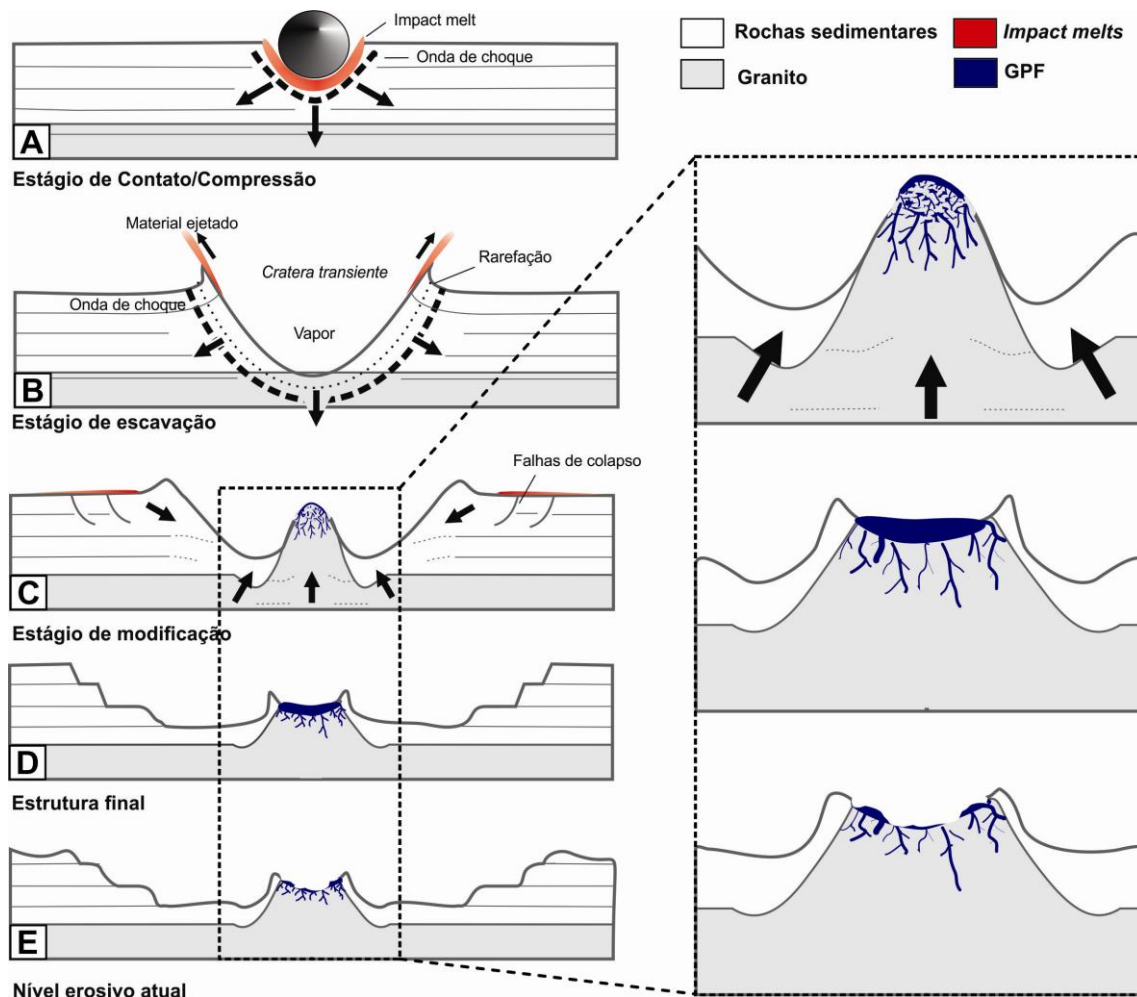 Impact melt
Onda de choque
A
Estágio de Contato/Compressão
Rochas sedimentares
Impact melts
Granito
GPF
Material ejetado
Cratera transiente
Rarefação
Onda de choque
Vapor
B
Estágio de escavação
Falhas de colapso
C
Estágio de modificação
D
Estrutura final
E
Nível erosivo atual